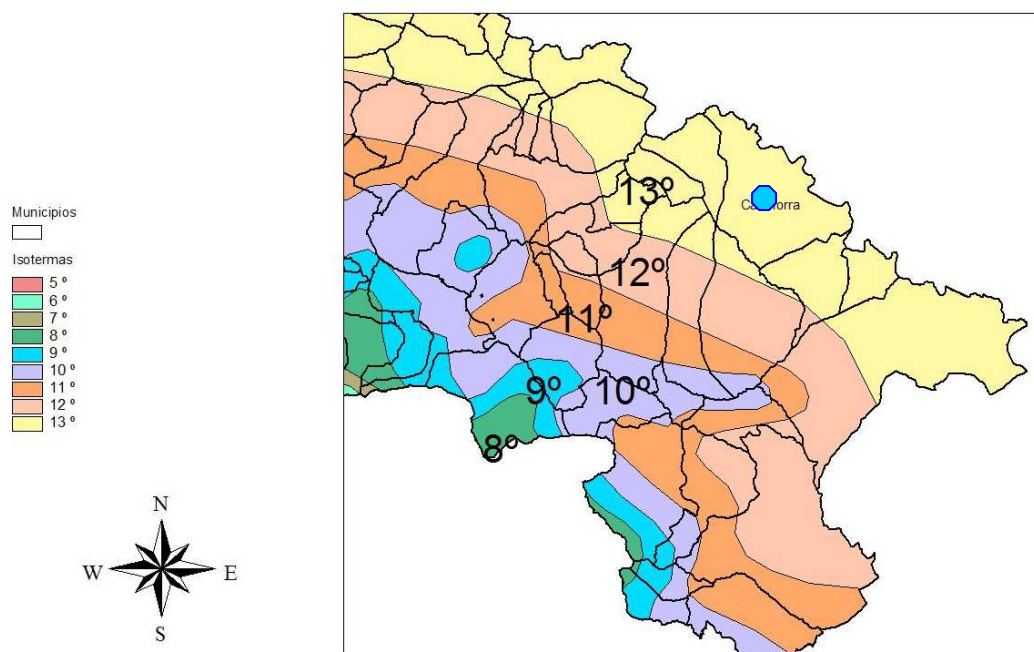 Municipios
Isotermas
5 º
6 º
7 º
8 º
9 º
10 º
11 º
12 º
13 º
N
W E
S
13º
12º
11º
9º 10º
8º